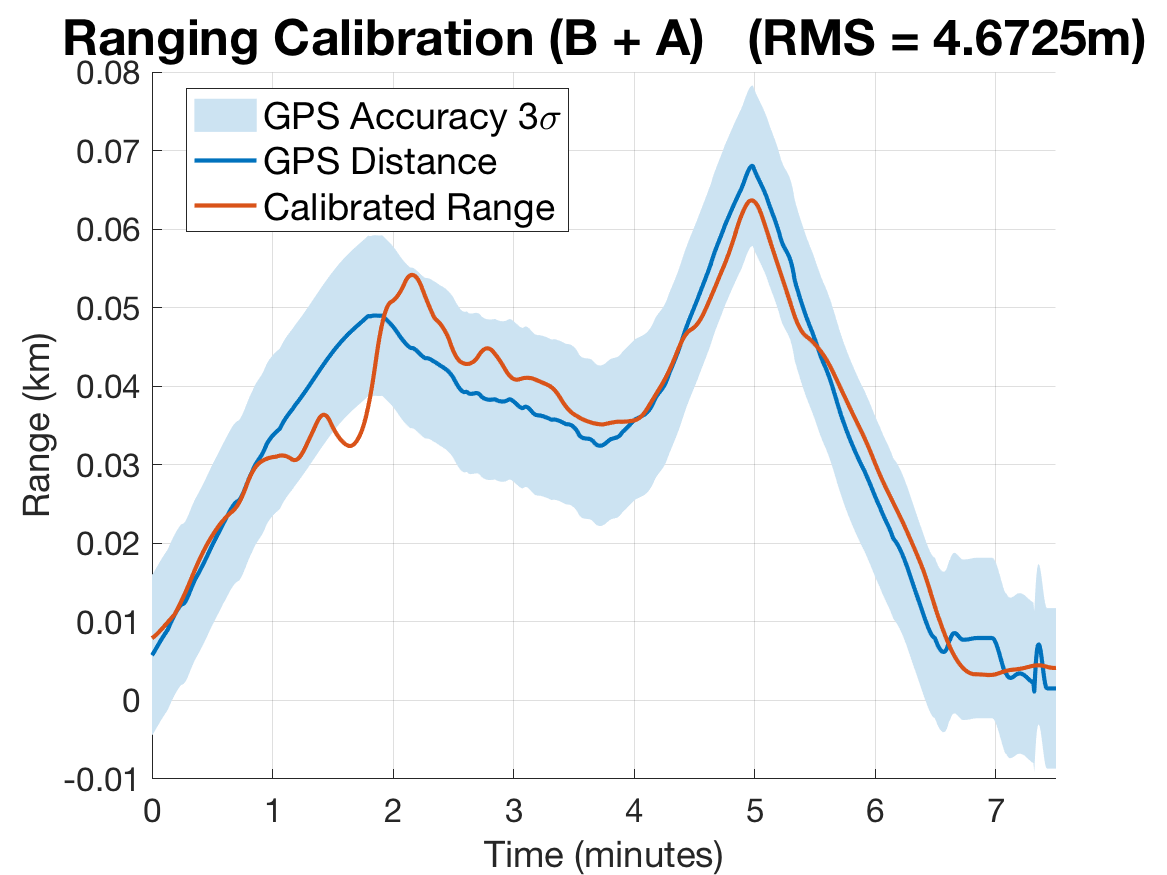 Ranging Calibration (B + A) (RMS = 4.6725m)
GPS Accuracy 3σ
GPS Distance
Calibrated Range
0.08
0.07
0.06
0.05
0.04
0.03
0.02
0.01
0
-0.01
Range (km)
0 1 2 3 4 5 6 7
Time (minutes)